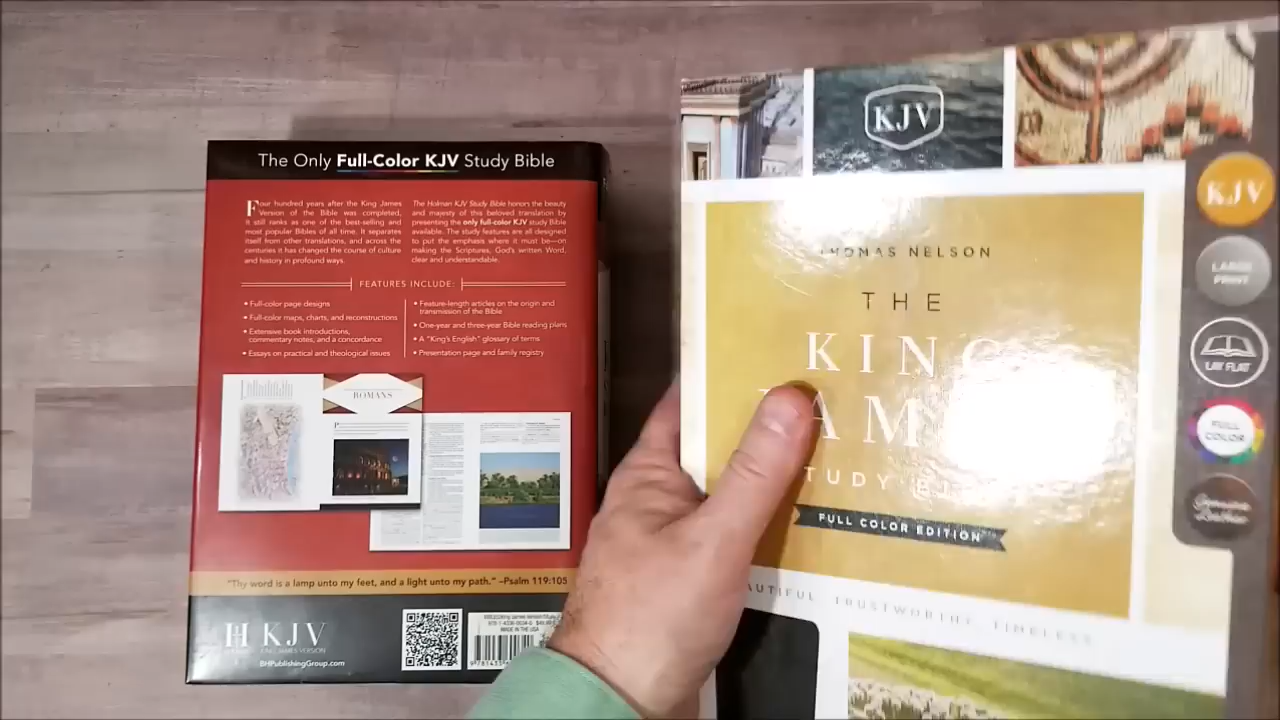 The Only Full-Color KJV Study Bible
Four hundred years after the King James
Version of the Bible was completed,
it still ranks as one of the best-selling and
most popular Bibles of all time. It separates
itself from other translations, and across the
centuries it has changed the course of culture
and history in profound ways.
The Holman KJV Study Bible honors the beauty
and majesty of this beloved translation by
presenting the only full-color KJV study Bible
available. The study features are all designed
to put the emphasis where it must be—on
making the Scriptures, God's written Word,
clear and understandable.
FEATURES INCLUDE:
• Full-color page designs
• Full-color maps, charts, and reconstructions
• Extensive book introductions,
commentary notes, and a concordance
• Essays on practical and theological issues
• Feature-length articles on the origin and
transmission of the Bible
• One-year and three-year Bible reading plans
• A "King's English" glossary of terms
• Presentation page and family registry
ROMANS
"Thy word is a lamp unto my feet, and a light unto my path." –Psalm 119:105
KJV
KING JAMES VERSION
BHPublishingGroup.com
MADE IN THE USA
KJV
THOMAS NELSON
THE
KING
STUDY
FULL COLOR EDITION
TRUSTWORTHY TIMELESS
KJV
LARGE
PRINT
LAY FLAT
FULL
COLOR
Genuine
Leather